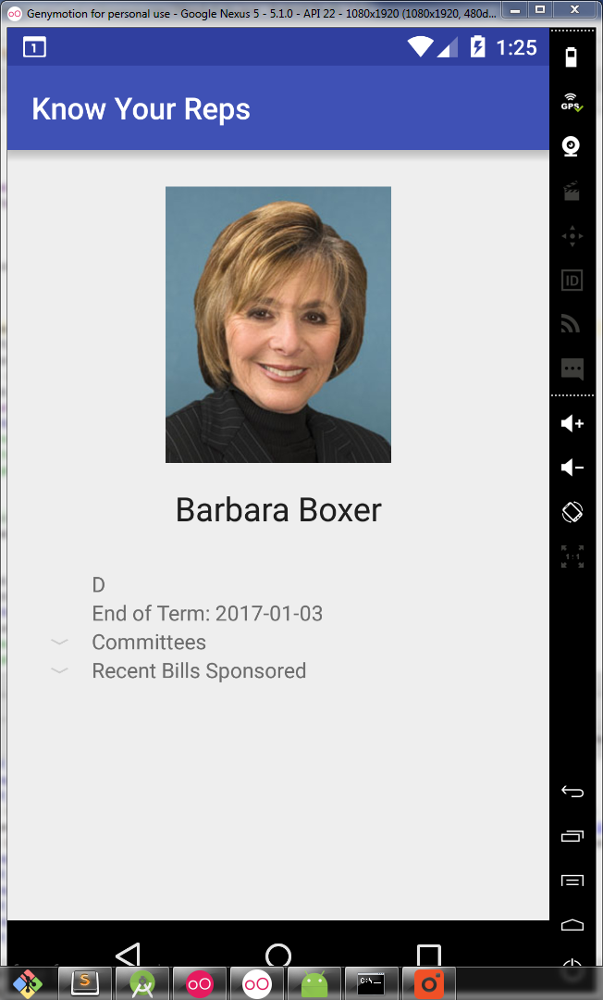 Genymotion for personal use - Google Nexus 5 - 5.1.0 - API 22 - 1080x1920 (1080x1920, 480d...
1
1:25
GPS
Know Your Reps
ID
Barbara Boxer
1:1
D
End of Term: 2017-01-03
Committees
Recent Bills Sponsored
S
C:\_